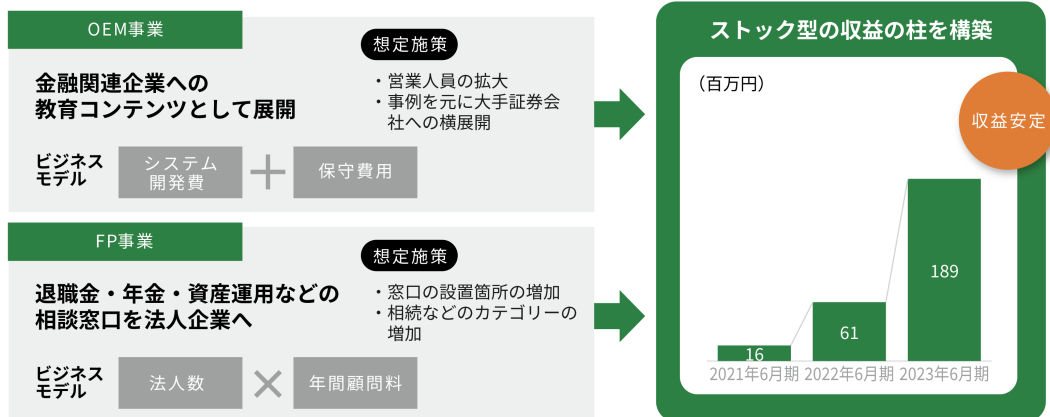 OEM事業
金融関連企業への
教育コンテンツとして展開
想定施策
・営業人員の拡大
・事例を元に大手証券会
社への横展開
ビジネス
モデル
システム
開発費
＋
保守費用
FP事業
退職金・年金・資産運用などの
相談窓口を法人企業へ
想定施策
・窓口の設置箇所の増加
・相続などのカテゴリーの
増加
ビジネス
モデル
法人数
×
年間顧問料
ストック型の収益の柱を構築
（百万円）
収益安定
189
61
16
2021年6月期 2022年6月期 2023年6月期